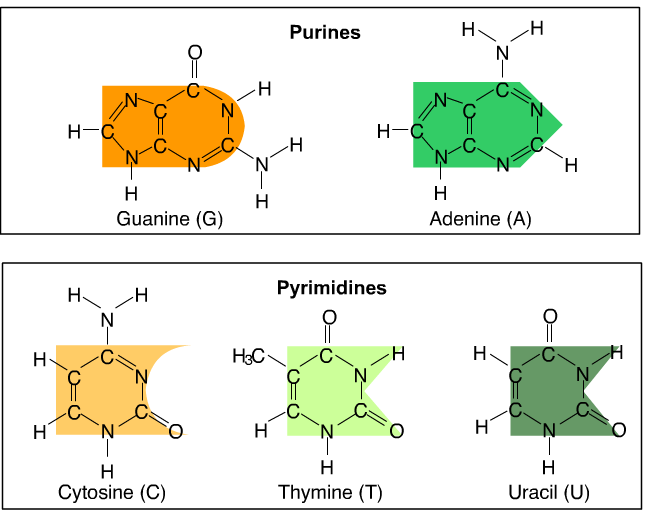 Purines
O
C H
N C N
H C C C H
N N N
H H
Guanine (G)
H H
N
C
N C N
H C C C
N N H
H
Adenine (A)
Pyrimidines
H H
N
C
H C N
C C
H N O
H
Cytosine (C)
O
H₃C C H
C N
C C
H N O
H
Thymine (T)
O
H C H
C N
C C
H N O
H
Uracil (U)